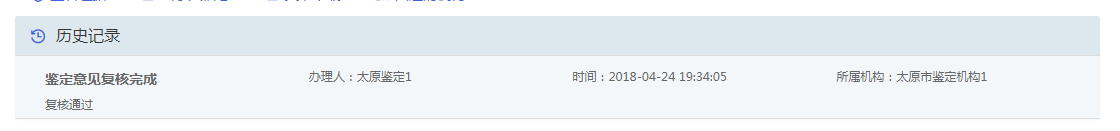 历史记录
鉴定意见复核完成 办理人：太原鉴定1 时间：2018-04-24 19:34:05 所属机构：太原市鉴定机构1
复核通过